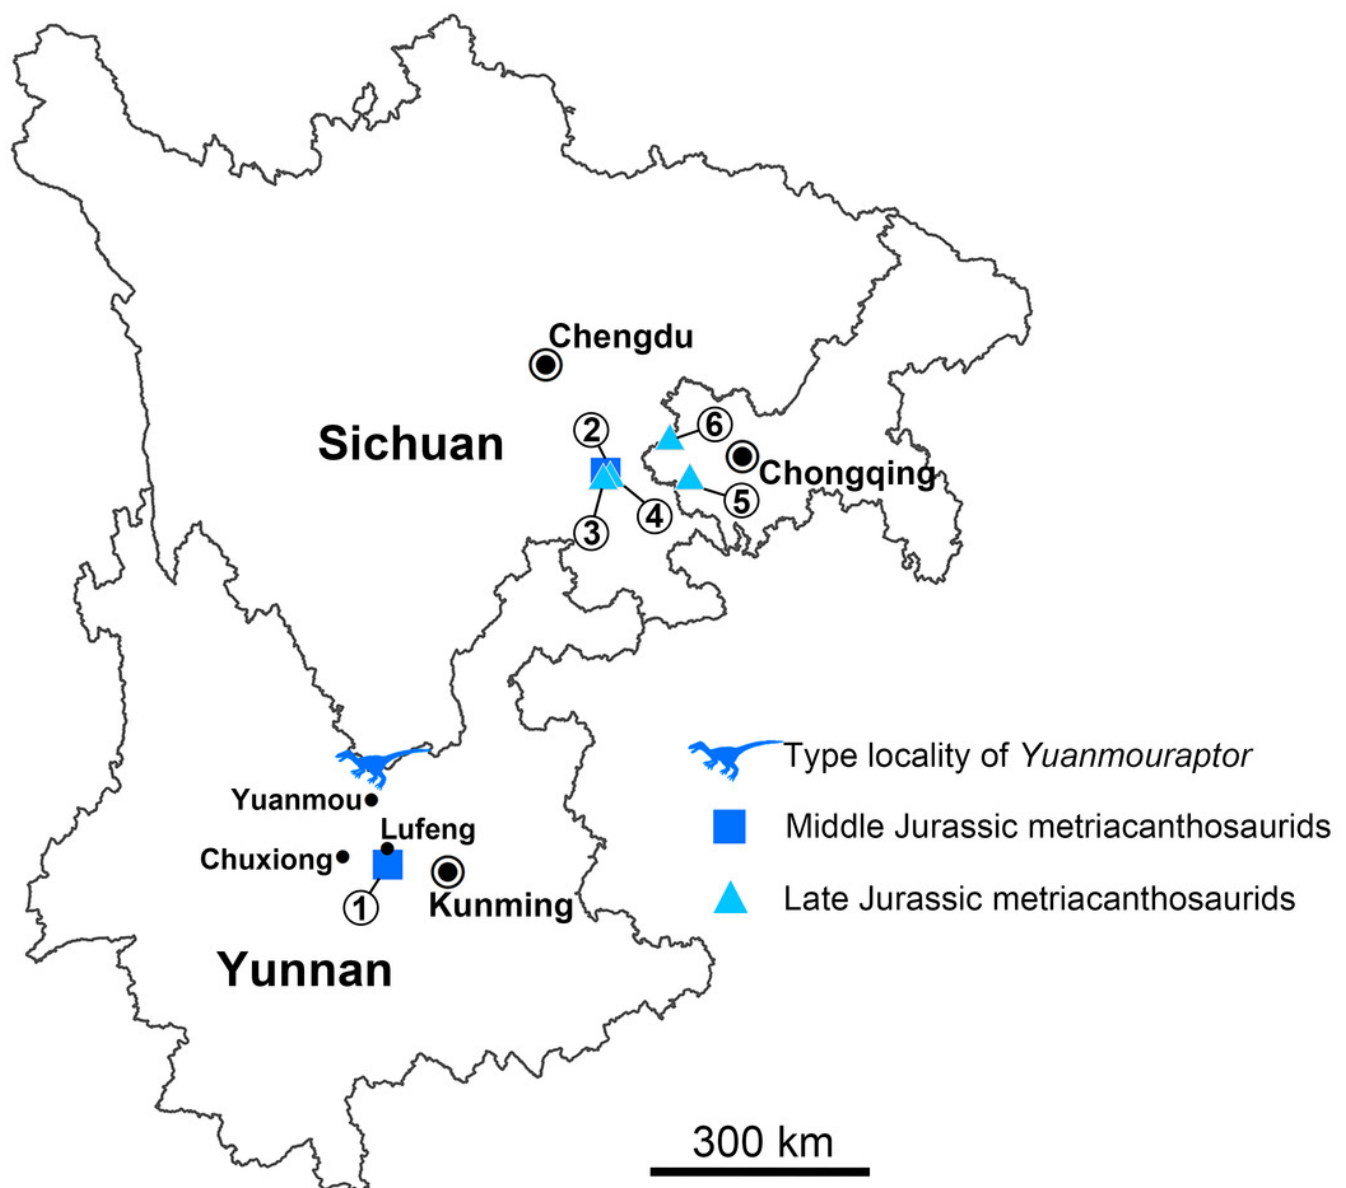 Chengdu
Sichuan
2
6
Chongqing
3
4
5
Type locality of Yuanmouraptor
Yuanmou
Lufeng
Middle Jurassic metriacanthosaurids
Chuxiong
1
Kunming
Late Jurassic metriacanthosaurids
Yunnan
300 km